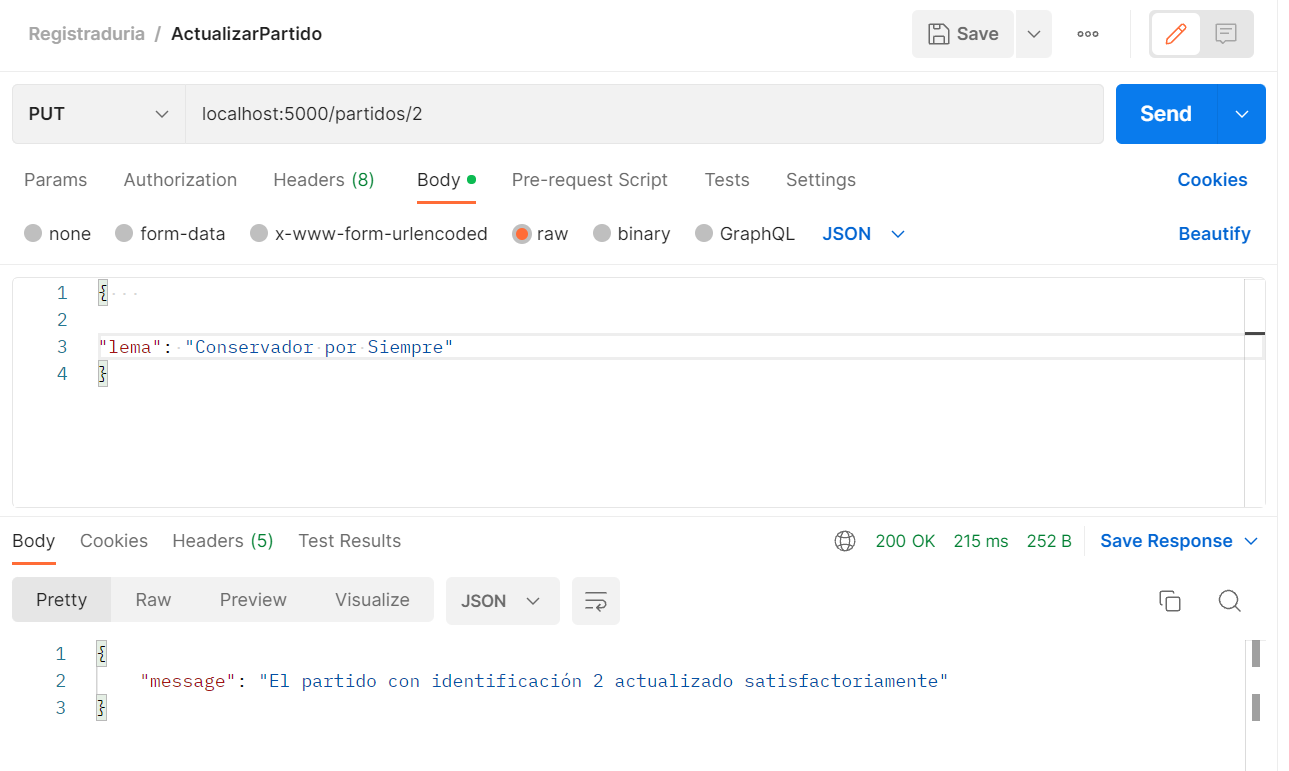 Registraduria / ActualizarPartido
Save
PUT
localhost:5000/partidos/2
Send
Params Authorization Headers (8) Body Pre-request Script Tests Settings Cookies
none form-data x-www-form-urlencoded raw binary GraphQL JSON Beautify
1 {
2
3 "lema": "Conservador por Siempre"
4 }
Body Cookies Headers (5) Test Results 200 OK 215 ms 252 B Save Response
Pretty Raw Preview Visualize JSON
1 {
2 "message": "El partido con identificación 2 actualizado satisfactoriamente"
3 }